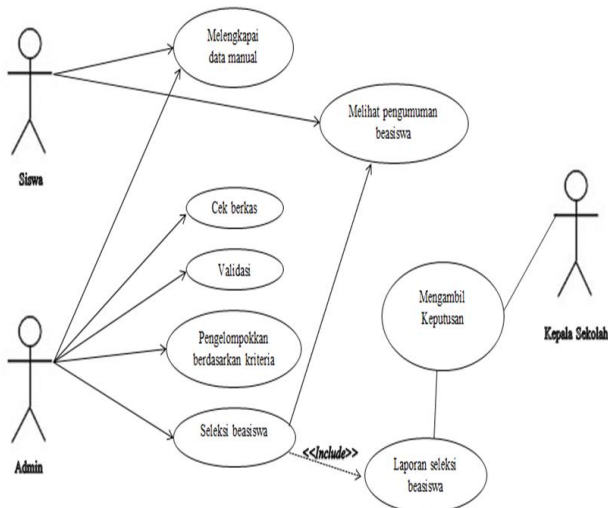 Melengkapai
data manual
Melihat pengumuman
beasiswa
Siswa
Cek berkas
Validasi
Mengambil
Keputusan
Kepala Sekolah
Pengelompokkan
berdasarkan kriteria
Seleksi beasiswa
<<Include>>
Admin
Laporan seleksi
beasiswa